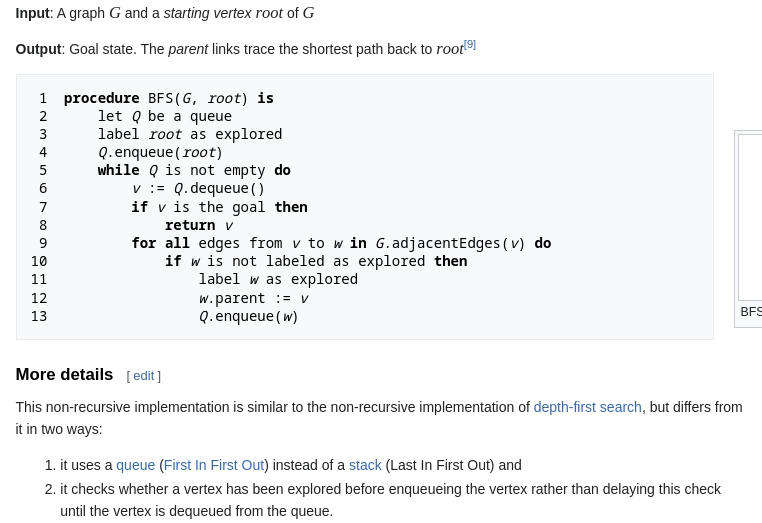 Input: A graph G and a starting vertex root of G
Output: Goal state. The parent links trace the shortest path back to root[9]
1 procedure BFS(G, root) is
2 let Q be a queue
3 label root as explored
4 Q.enqueue(root)
5 while Q is not empty do
6 v := Q.dequeue()
7 if v is the goal then
8 return v
9 for all edges from v to w in G.adjacentEdges(v) do
10 if w is not labeled as explored then
11 label w as explored
12 w.parent := v
13 Q.enqueue(w)
BFS
More details [ edit ]
This non-recursive implementation is similar to the non-recursive implementation of depth-first search, but differs from
it in two ways:
1. it uses a queue (First In First Out) instead of a stack (Last In First Out) and
2. it checks whether a vertex has been explored before enqueueing the vertex rather than delaying this check
until the vertex is dequeued from the queue.